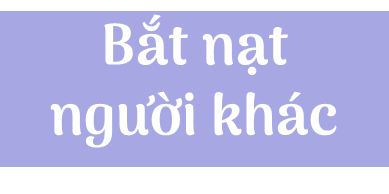 Bắt nạt
người khác